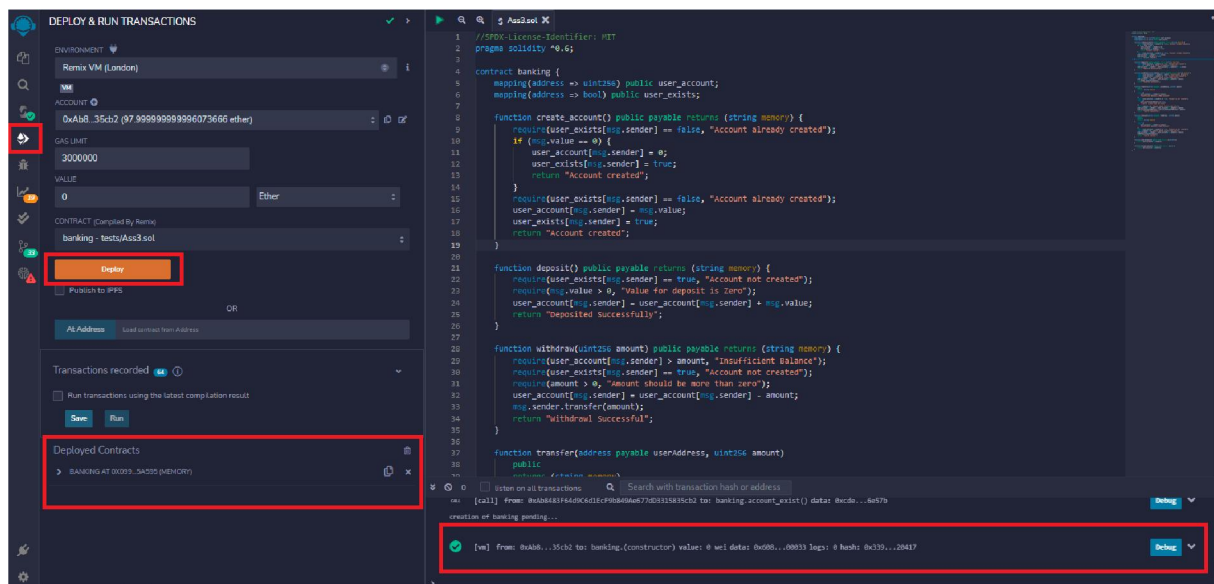 DEPLOY & RUN TRANSACTIONS
ENVIRONMENT
Remix VM (London)
VM
ACCOUNT
0xAb8...35cb2 (97.999999999996073666 ether)
GAS LIMIT
3000000
VALUE
0
Ether
CONTRACT (Compiled By Remix)
banking - tests/Ass3.sol
Deploy
Publish to IPFS
OR
At Address
Load contract from Address
Transactions recorded 64
Run transactions using the latest compilation result
Save Run
Deployed Contracts
BANKING AT 0X093...5A595 (MEMORY)
Ass3.sol
1 //SPDX-License-Identifier: MIT
2 pragma solidity ^0.6;
3
4 contract banking {
5 mapping(address => uint256) public user_account;
6 mapping(address => bool) public user_exists;
7
8 function create_account() public payable returns (string memory) {
9 require(user_exists[msg.sender] == false, "Account already created");
10 if (msg.value == 0) {
11 user_account[msg.sender] = 0;
12 user_exists[msg.sender] = true;
13 return "Account created";
14 }
15 require(user_exists[msg.sender] == false, "Account already created");
16 user_account[msg.sender] = msg.value;
17 user_exists[msg.sender] = true;
18 return "Account created";
19 }
20
21 function deposit() public payable returns (string memory) {
22 require(user_exists[msg.sender] == true, "Account not created");
23 require(msg.value > 0, "Value for deposit is Zero");
24 user_account[msg.sender] = user_account[msg.sender] + msg.value;
25 return "Deposited Successfully";
26 }
27
28 function withdraw(uint256 amount) public payable returns (string memory) {
29 require(user_account[msg.sender] > amount, "Insufficient Balance");
30 require(user_exists[msg.sender] == true, "Account not created");
31 require(amount > 0, "Amount should be more than zero");
32 user_account[msg.sender] = user_account[msg.sender] - amount;
33 msg.sender.transfer(amount);
34 return "Withdrawl Successful";
35 }
36
37 function transfer(address payable userAddress, uint256 amount)
38 public
39 returns (string memory)
0
listen on all transactions
Search with transaction hash or address
[call] from: 0xAb8483F64d9C6d1EcF9b849Ae677dD3315835cb2 to: banking.account_exist() data: 0xcda...6e57b
Debug
creation of banking pending...
[vm] from: 0xAb8...35cb2 to: banking.(constructor) value: 0 wei data: 0x608...00033 logs: 0 hash: 0x339...20417
Debug